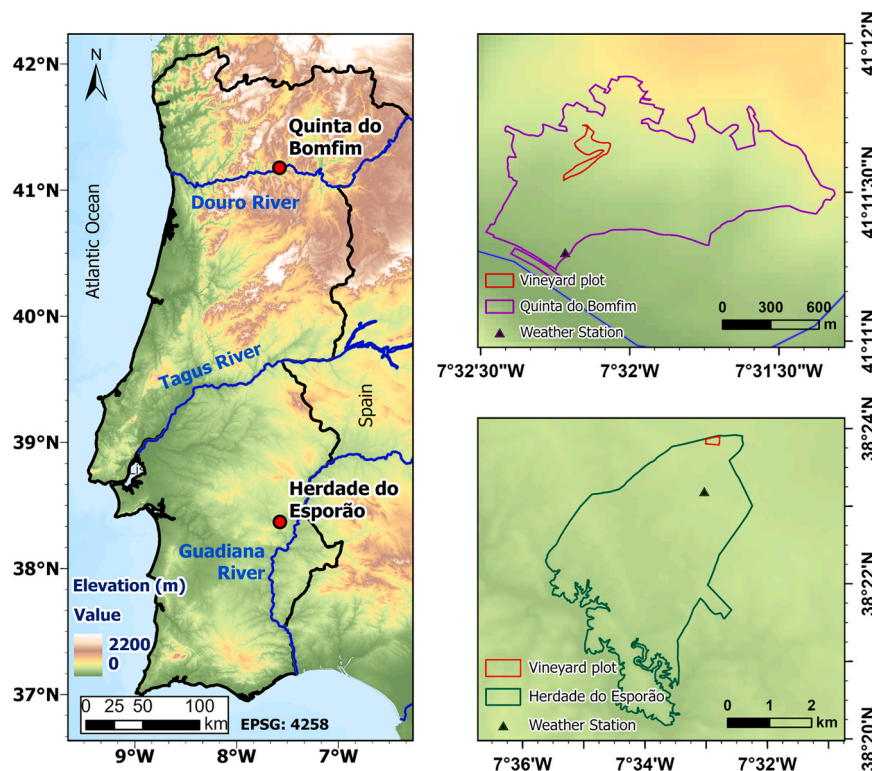 42°N
41°N
40°N
39°N
38°N
37°N
N
Quinta do
Bomfim
Douro River
Atlantic Ocean
Tagus River
Spain
Herdade do
Esporão
Guadiana
River
Elevation (m)
Value
2200
0
0 25 50 100
km
EPSG: 4258
9°W
8°W
7°W
41°12'N
41°11'30"N
41°11'N
Vineyard plot
Quinta do Bomfim
Weather Station
0 300 600
m
7°32'30"W
7°32'W
7°31'30"W
38°24'N
38°22'N
38°20'N
Vineyard plot
Herdade do Esporão
Weather Station
0 1 2
km
7°36'W
7°34'W
7°32'W